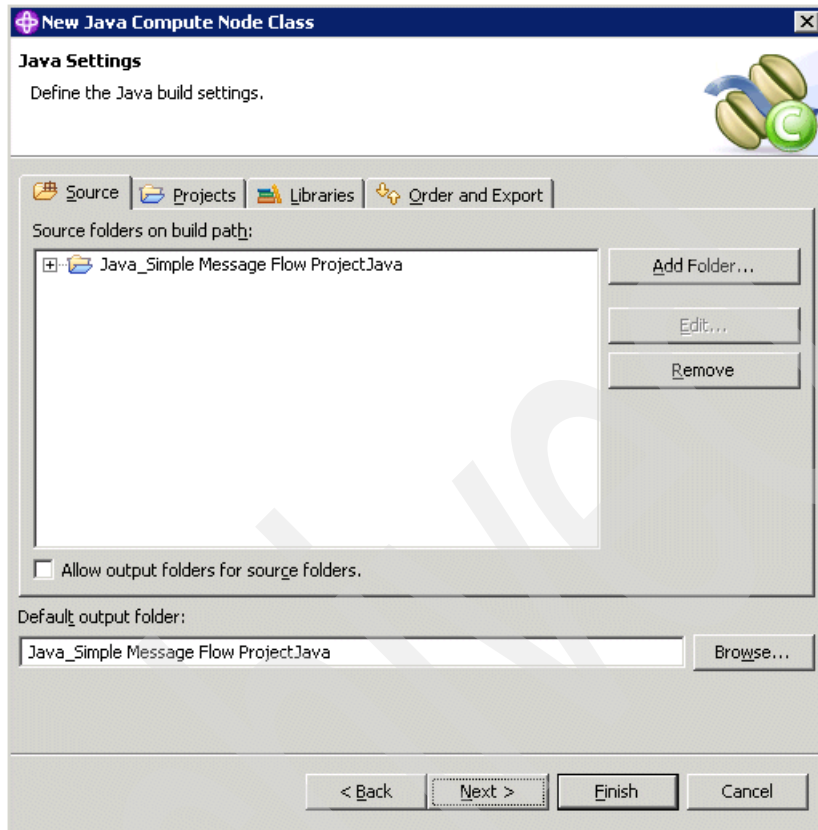 New Java Compute Node Class
Java Settings
Define the Java build settings.
Source Projects Libraries Order and Export
Source folders on build path:
Java_Simple Message Flow ProjectJava
Add Folder...
Edit...
Remove
Allow output folders for source folders.
Default output folder:
Java_Simple Message Flow ProjectJava Browse...
< Back Next > Finish Cancel